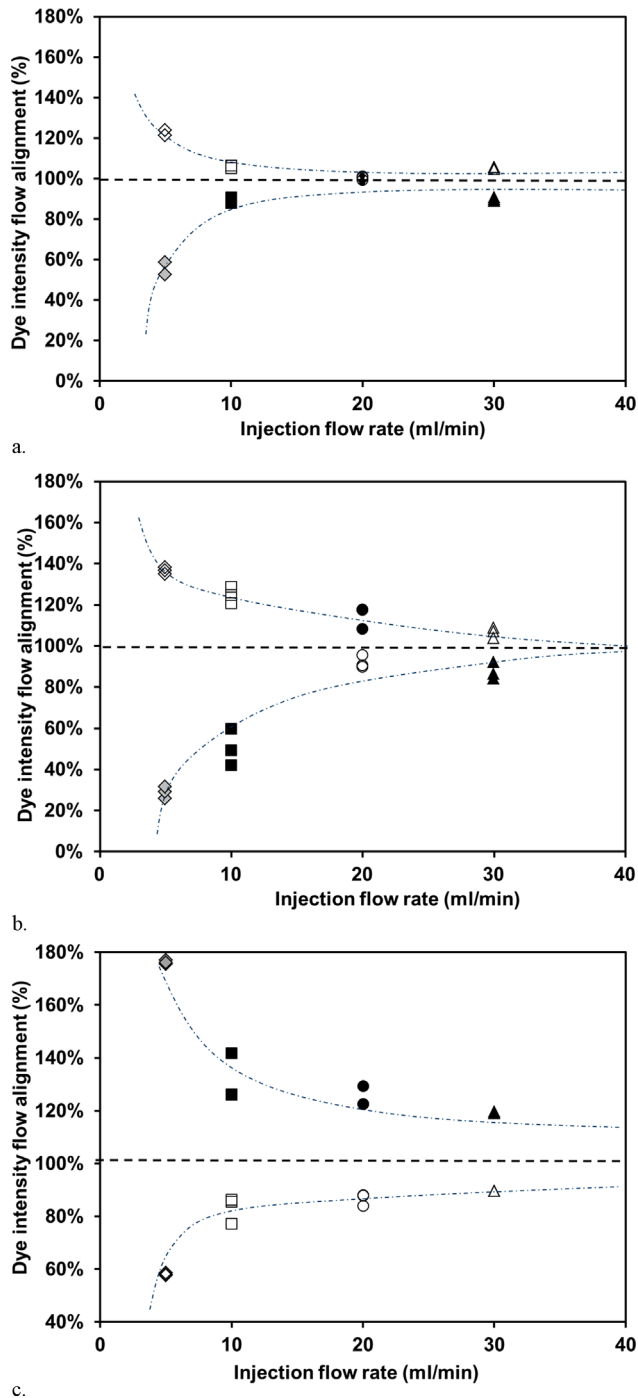 180%
160%
140%
120%
100%
80%
60%
40%
20%
0%
Dye intensity flow alignment (%)
0 10 20 30 40
Injection flow rate (ml/min)
a.
180%
160%
140%
120%
100%
80%
60%
40%
20%
0%
Dye intensity flow alignment (%)
0 10 20 30 40
Injection flow rate (ml/min)
b.
180%
160%
140%
120%
100%
80%
60%
40%
Dye intensity flow alignment (%)
0 10 20 30 40
Injection flow rate (ml/min)
c.